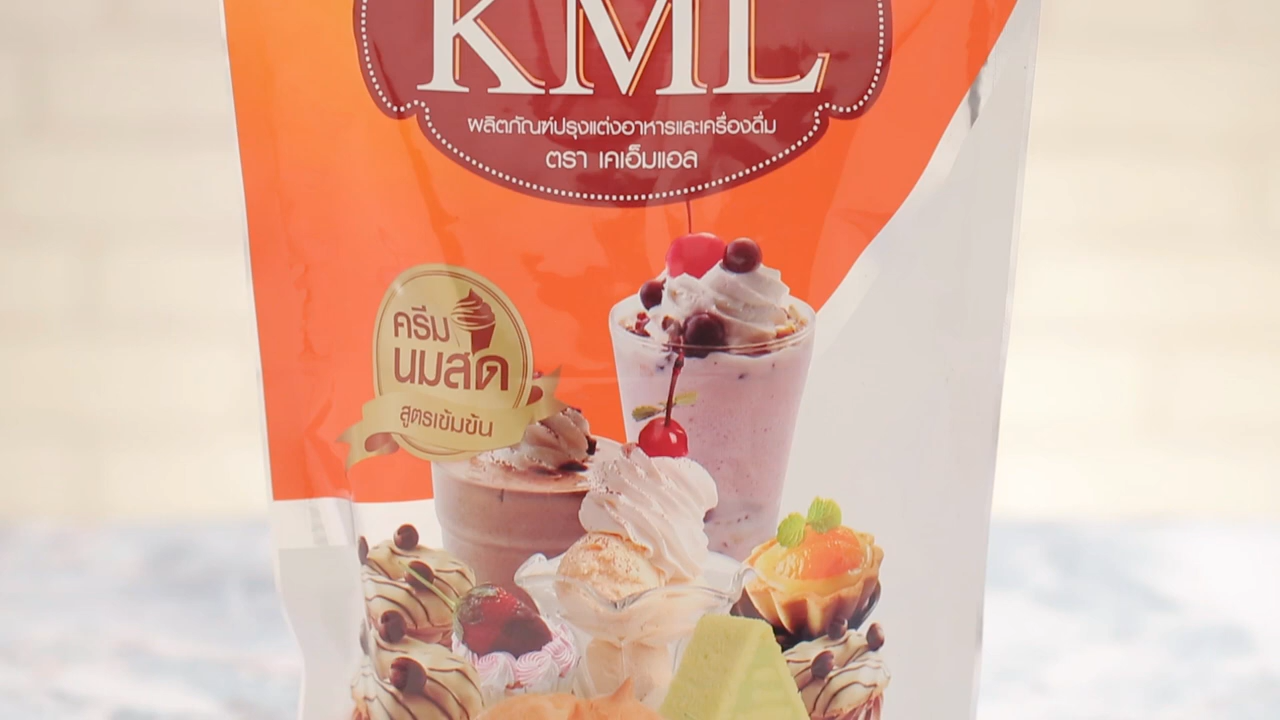 KML
ผลิตภัณฑ์ปรุงแต่งอาหารและเครื่องดื่ม
ตรา เคเอ็มแอล
ครีม
นมสด
สูตรเข้มข้น